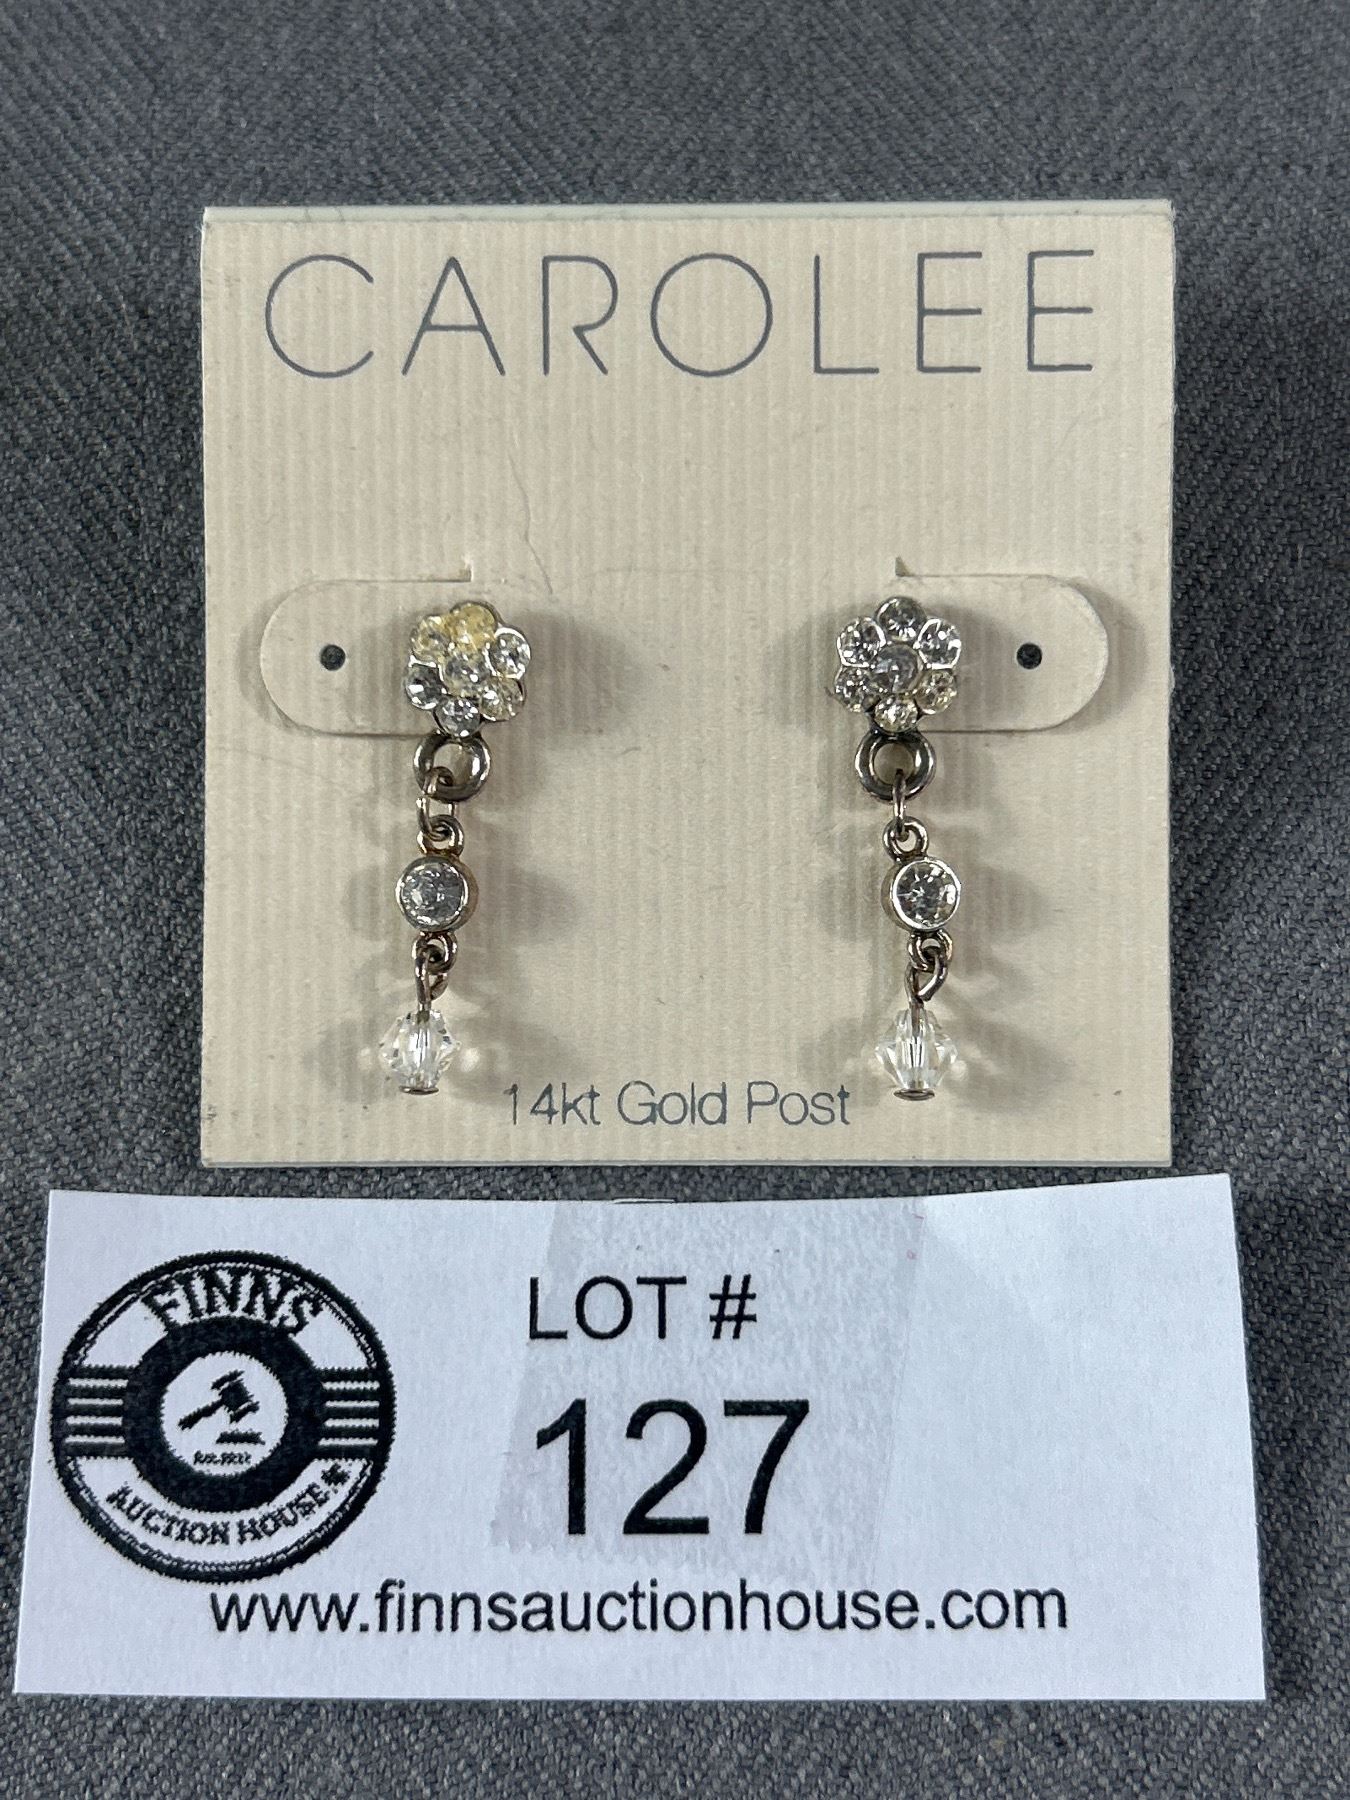 CAROLEE
14kt Gold Post
FINNS
AUCTION HOUSE
LOT #
127
www.finnsauctionhouse.com